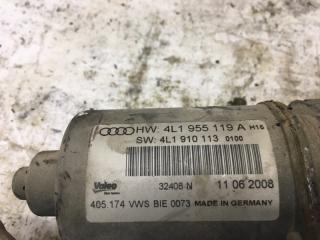 HW: 4L1 955 119 A H16
SW: 4L1 910 113 0100
Valeo 32408 N 11 06 2008
405.174 VWS BIE 0073 MADE IN GERMANY